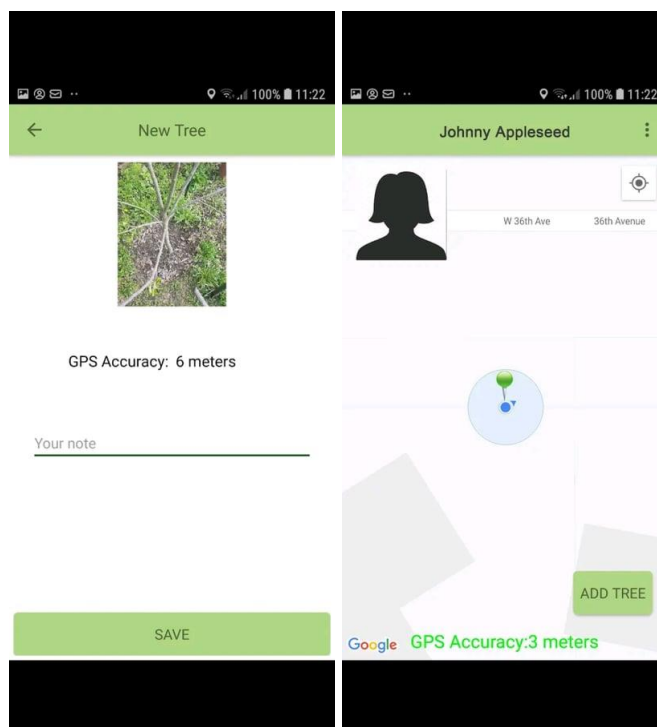 100% 11:22
New Tree
GPS Accuracy: 6 meters
Your note
SAVE
100% 11:22
Johnny Appleseed
W 36th Ave 36th Avenue
ADD TREE
Google GPS Accuracy:3 meters